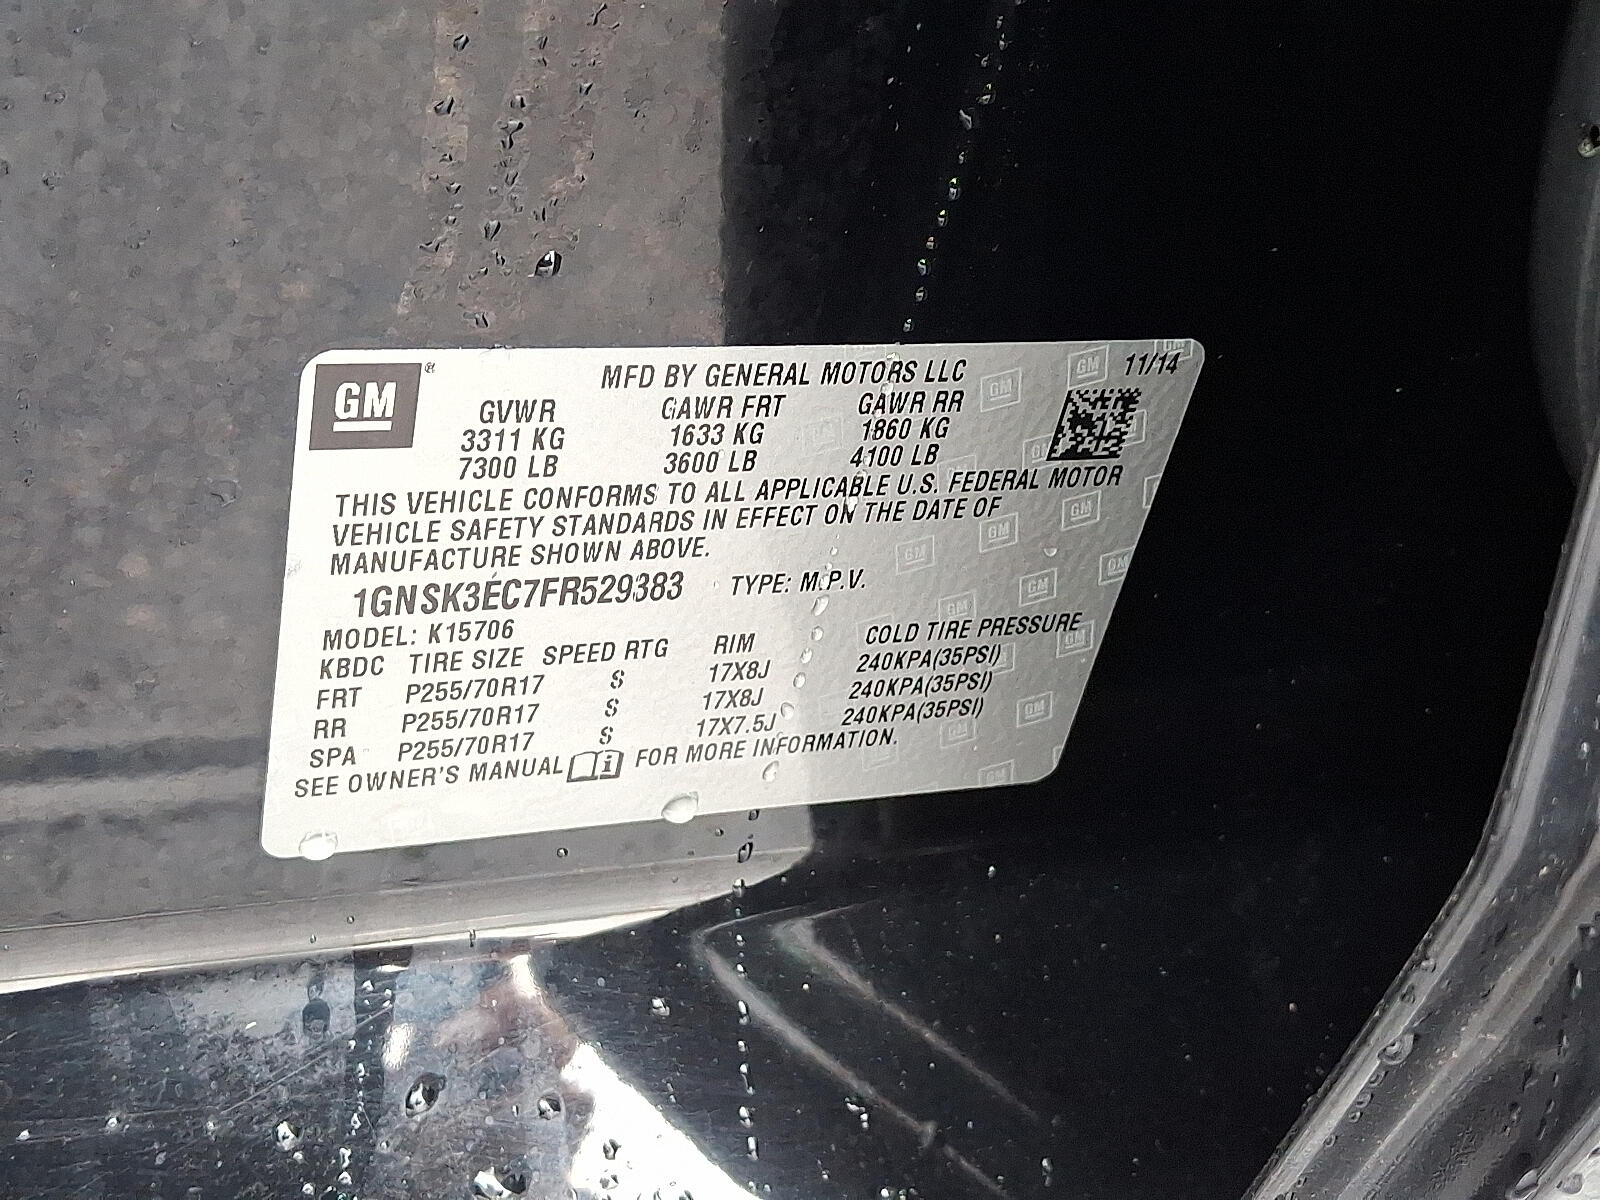 GM
MFD BY GENERAL MOTORS LLC 11/14
GVWR GAWR FRT GAWR RR
3311 KG 1633 KG 1860 KG
7300 LB 3600 LB 4100 LB
THIS VEHICLE CONFORMS TO ALL APPLICABLE U.S. FEDERAL MOTOR
VEHICLE SAFETY STANDARDS IN EFFECT ON THE DATE OF
MANUFACTURE SHOWN ABOVE.
1GNSK3EC7FR529383 TYPE: M.P.V.
MODEL: K15706
KBDC TIRE SIZE SPEED RTG RIM COLD TIRE PRESSURE
FRT P255/70R17 S 17X8J 240KPA(35PSI)
RR P255/70R17 S 17X8J 240KPA(35PSI)
SPA P255/70R17 S 17X7.5J 240KPA(35PSI)
SEE OWNER'S MANUAL FOR MORE INFORMATION.